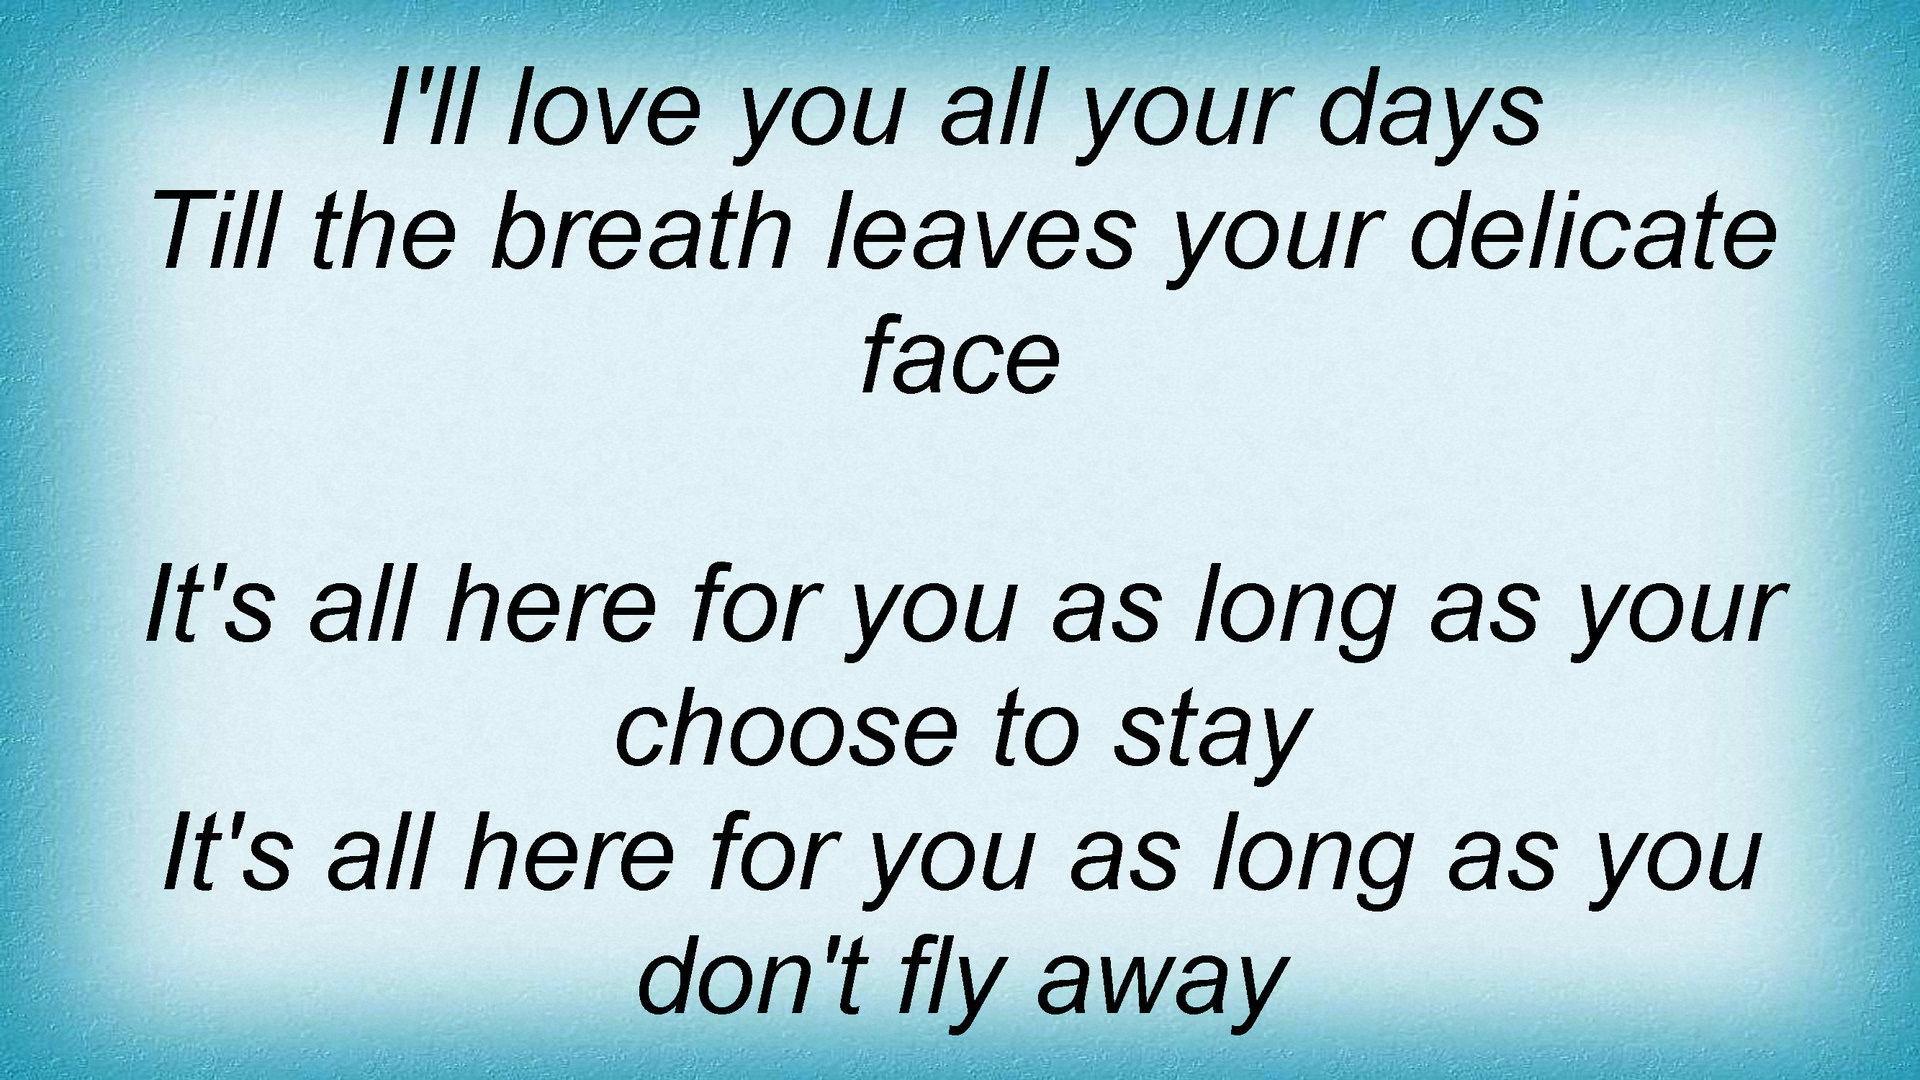 I'll love you all your days
Till the breath leaves your delicate
face
It's all here for you as long as your
choose to stay
It's all here for you as long as you
don't fly away